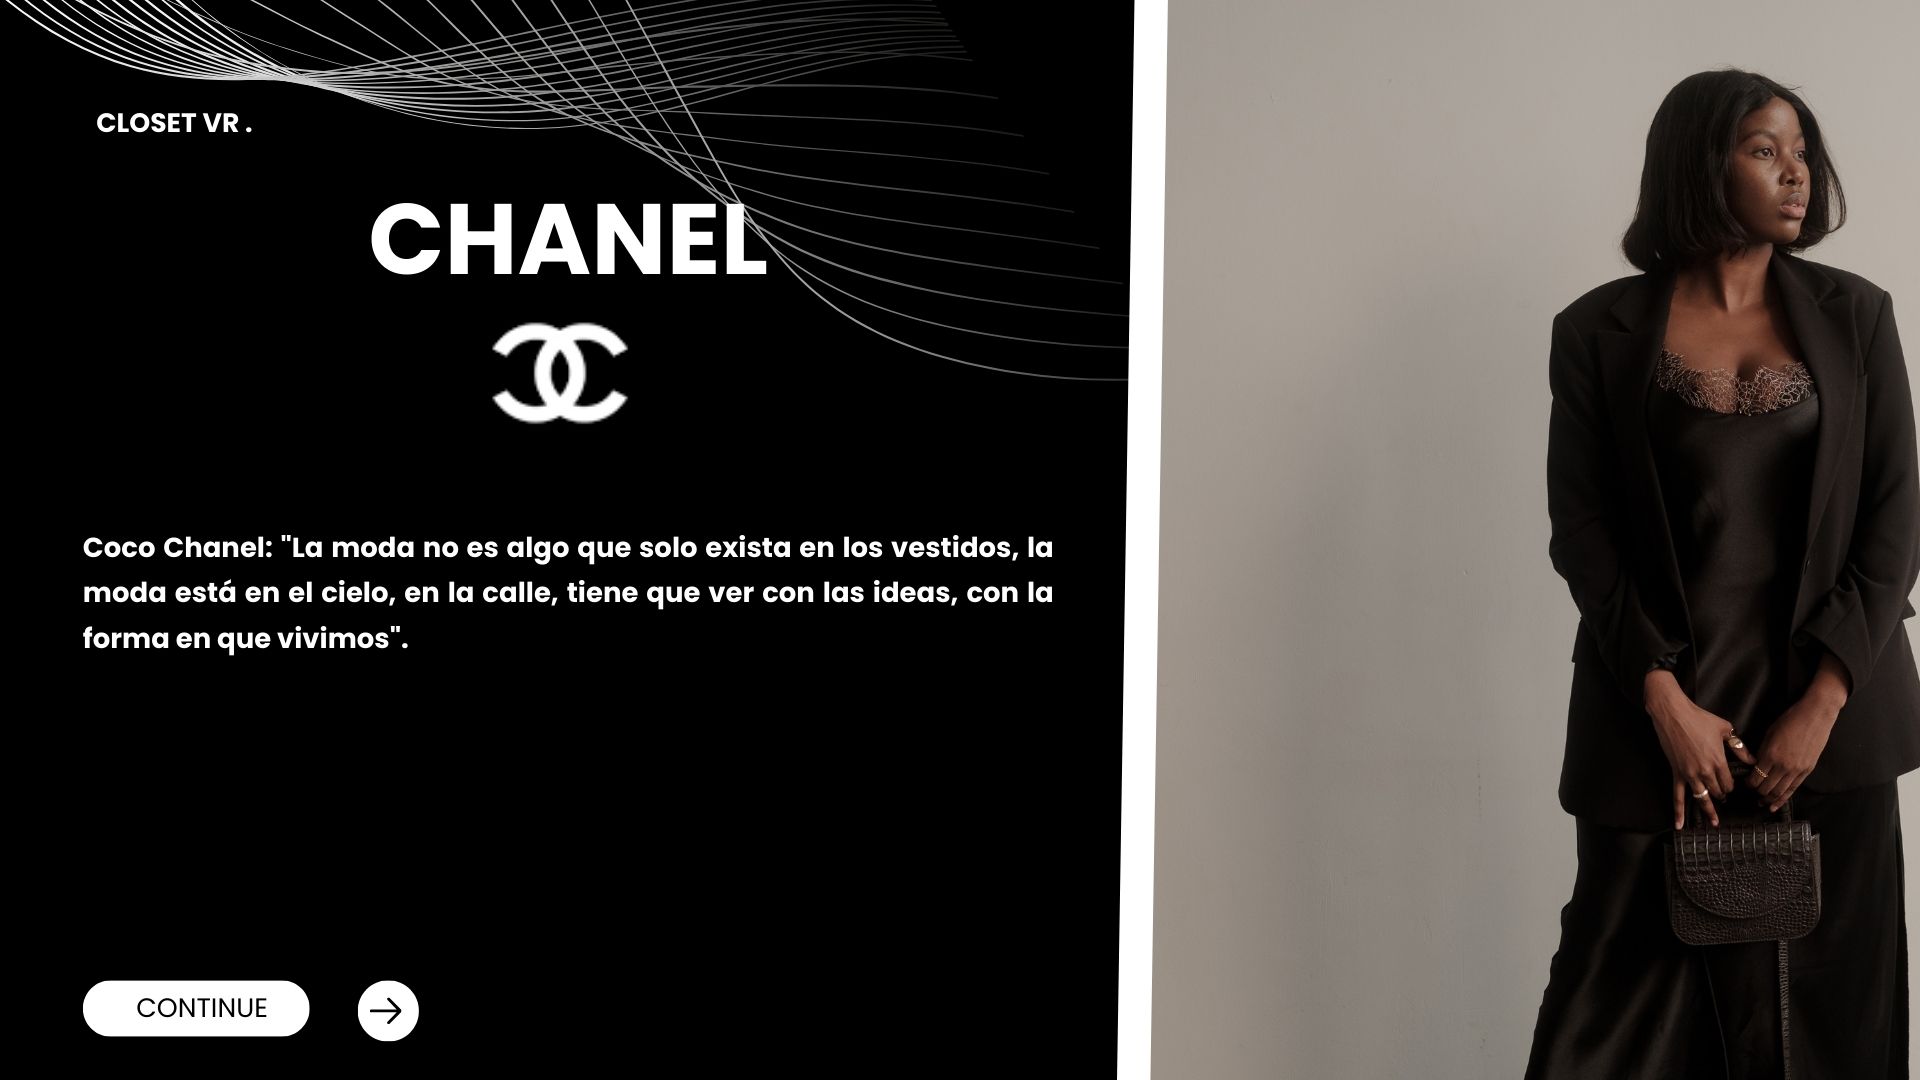 CLOSET VR .
CHANEL
Coco Chanel: "La moda no es algo que solo exista en los vestidos, la
moda está en el cielo, en la calle, tiene que ver con las ideas, con la
forma en que vivimos".
CONTINUE